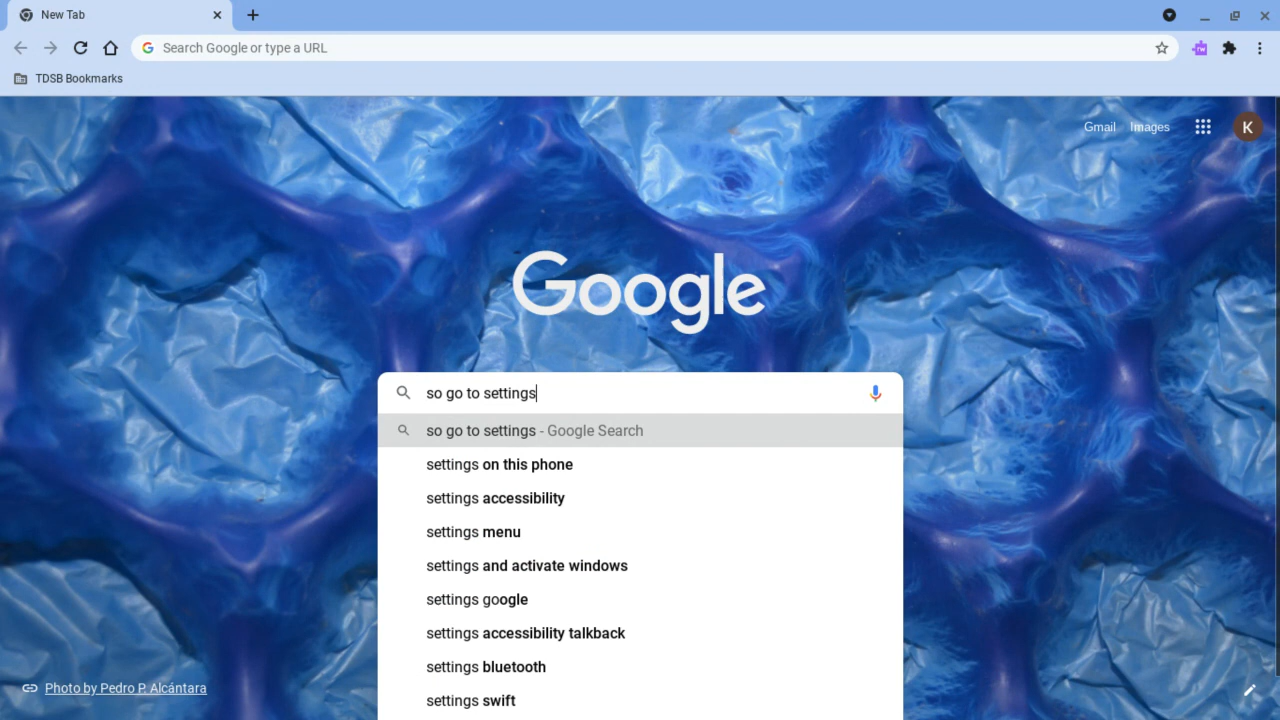 New Tab
Search Google or type a URL
TDSB Bookmarks
Gmail Images
K
Google
so go to settings
so go to settings - Google Search
settings on this phone
settings accessibility
settings menu
settings and activate windows
settings google
settings accessibility talkback
settings bluetooth
settings swift
Photo by Pedro P. Alcántara